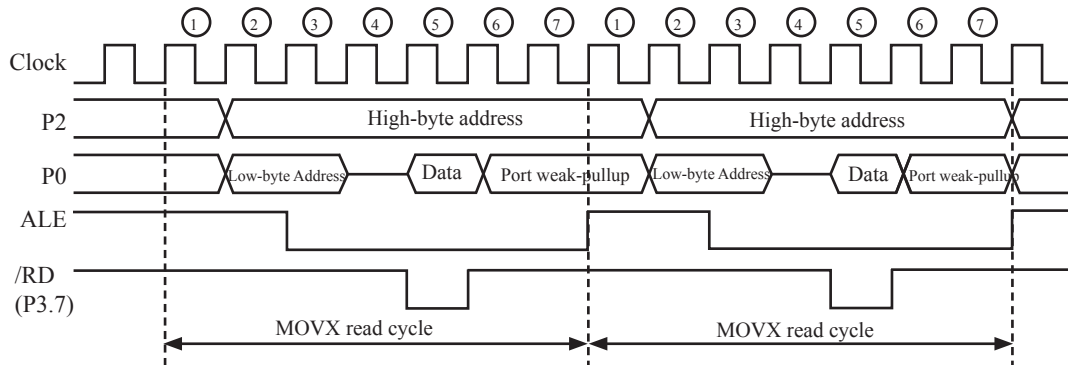 1 2 3 4 5 6 7 1 2 3 4 5 6 7
Clock
P2 High-byte address High-byte address
P0 Low-byte Address Data Port weak-pullup Low-byte Address Data Port weak-pullup
ALE
/RD
(P3.7)
MOVX read cycle MOVX read cycle